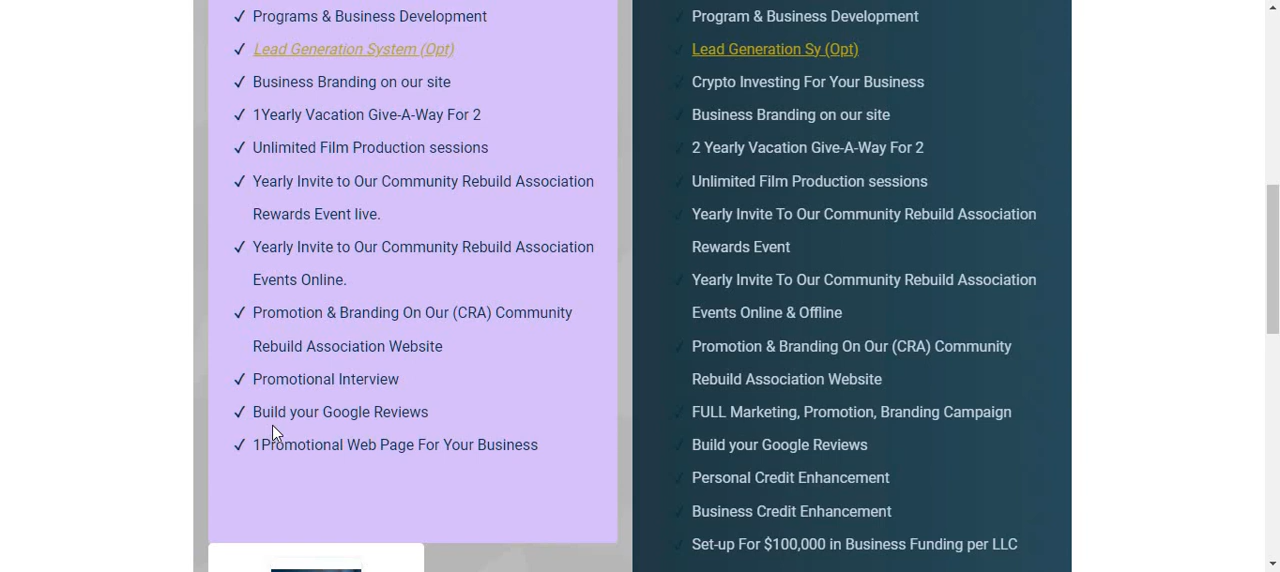 Programs & Business Development
Lead Generation System (Opt)
Business Branding on our site
1Yearly Vacation Give-A-Way For 2
Unlimited Film Production sessions
Yearly Invite to Our Community Rebuild Association
Rewards Event live.
Yearly Invite to Our Community Rebuild Association
Events Online.
Promotion & Branding On Our (CRA) Community
Rebuild Association Website
Promotional Interview
Build your Google Reviews
1Promotional Web Page For Your Business
Program & Business Development
Lead Generation Sy (Opt)
Crypto Investing For Your Business
Business Branding on our site
2 Yearly Vacation Give-A-Way For 2
Unlimited Film Production sessions
Yearly Invite To Our Community Rebuild Association
Rewards Event
Yearly Invite To Our Community Rebuild Association
Events Online & Offline
Promotion & Branding On Our (CRA) Community
Rebuild Association Website
FULL Marketing, Promotion, Branding Campaign
Build your Google Reviews
Personal Credit Enhancement
Business Credit Enhancement
Set-up For $100,000 in Business Funding per LLC